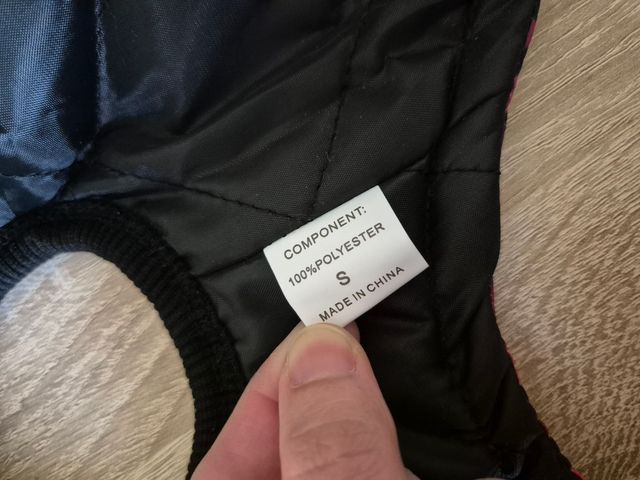 COMPONENT:
100%POLYESTER
S
MADE IN CHINA